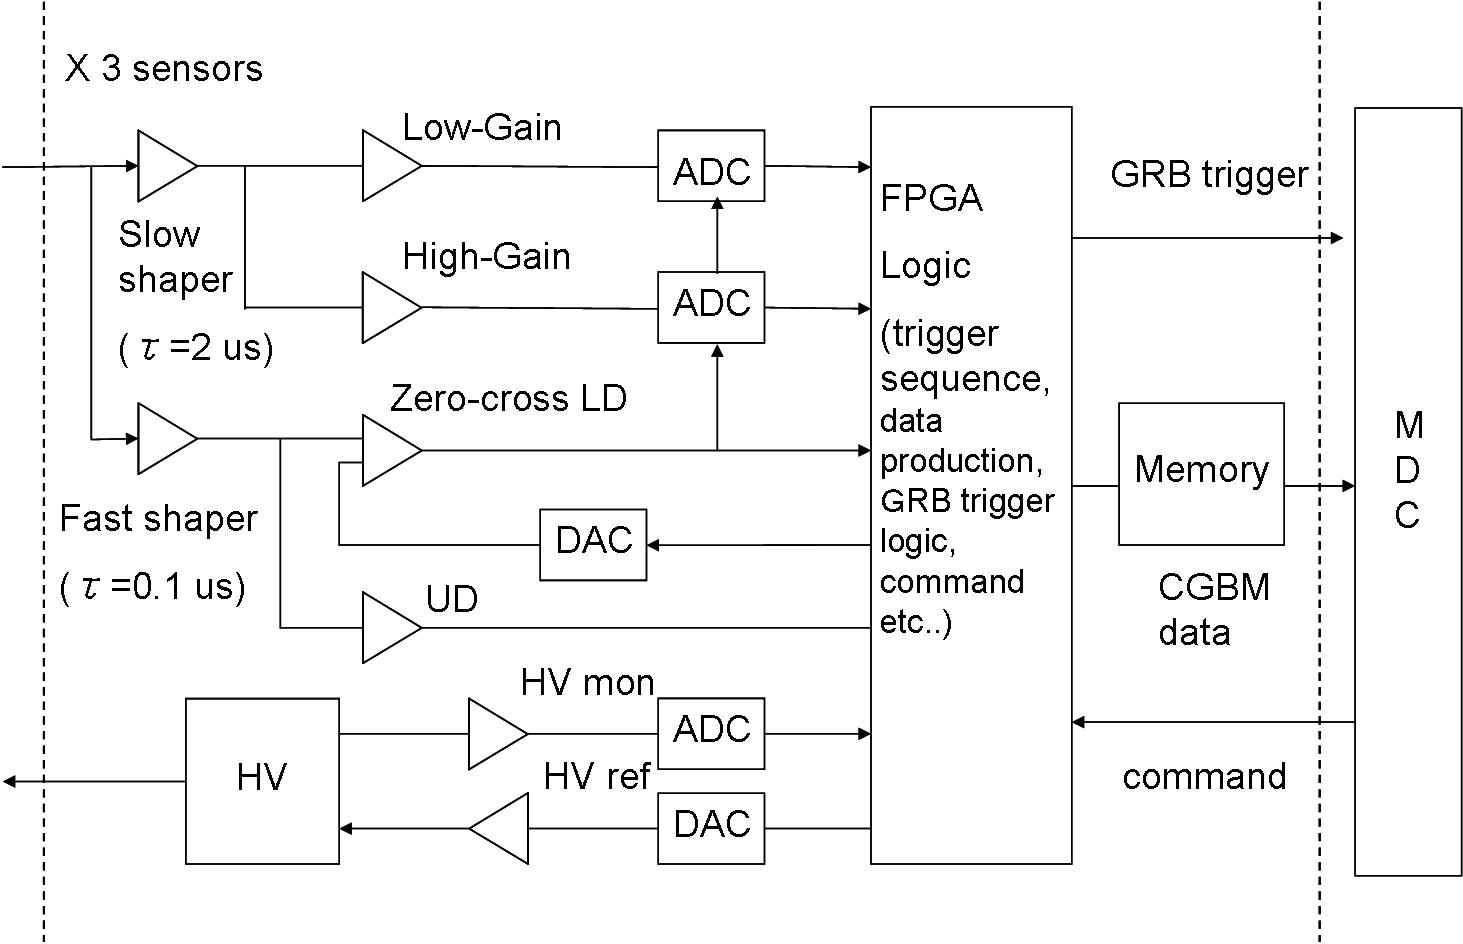 X 3 sensors
Low-Gain
ADC
Slow
shaper
( τ =2 us)
High-Gain
ADC
Zero-cross LD
Fast shaper
( τ =0.1 us)
DAC
UD
HV
HV mon
ADC
HV ref
DAC
FPGA
Logic
(trigger
sequence,
data
production,
GRB trigger
logic,
command
etc..)
GRB trigger
Memory
CGBM
data
command
M
D
C